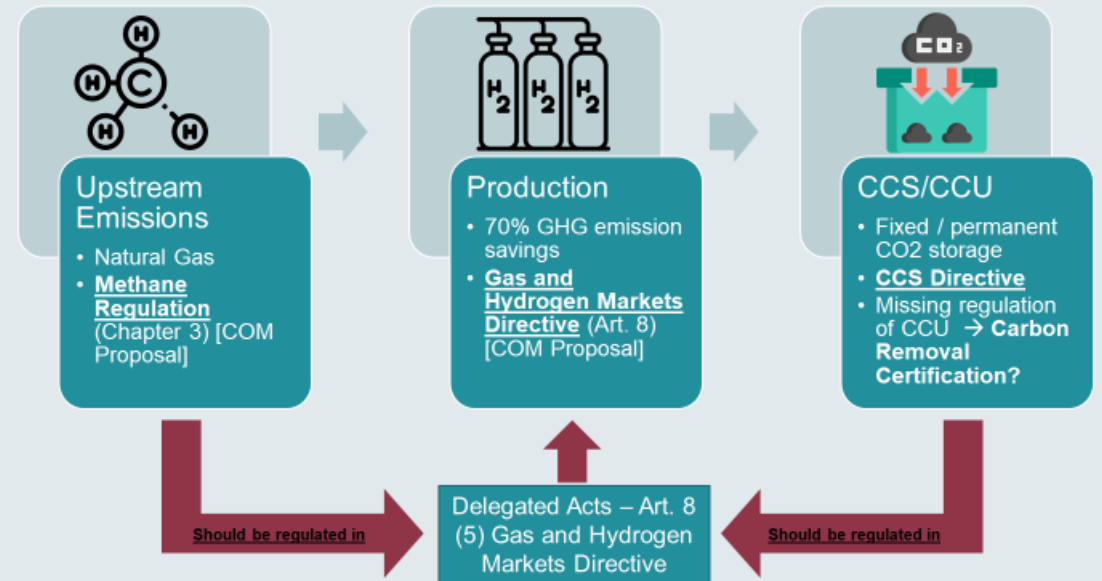 H
H
C
H
H
H2
H2
H2
CO2
Upstream
Emissions
• Natural Gas
• Methane
Regulation
(Chapter 3) [COM
Proposal]
Production
• 70% GHG emission
savings
• Gas and
Hydrogen Markets
Directive (Art. 8)
[COM Proposal]
CCS/CCU
• Fixed / permanent
CO2 storage
• CCS Directive
• Missing regulation
of CCU → Carbon
Removal
Certification?
Should be regulated in
Delegated Acts – Art. 8
(5) Gas and Hydrogen
Markets Directive
Should be regulated in